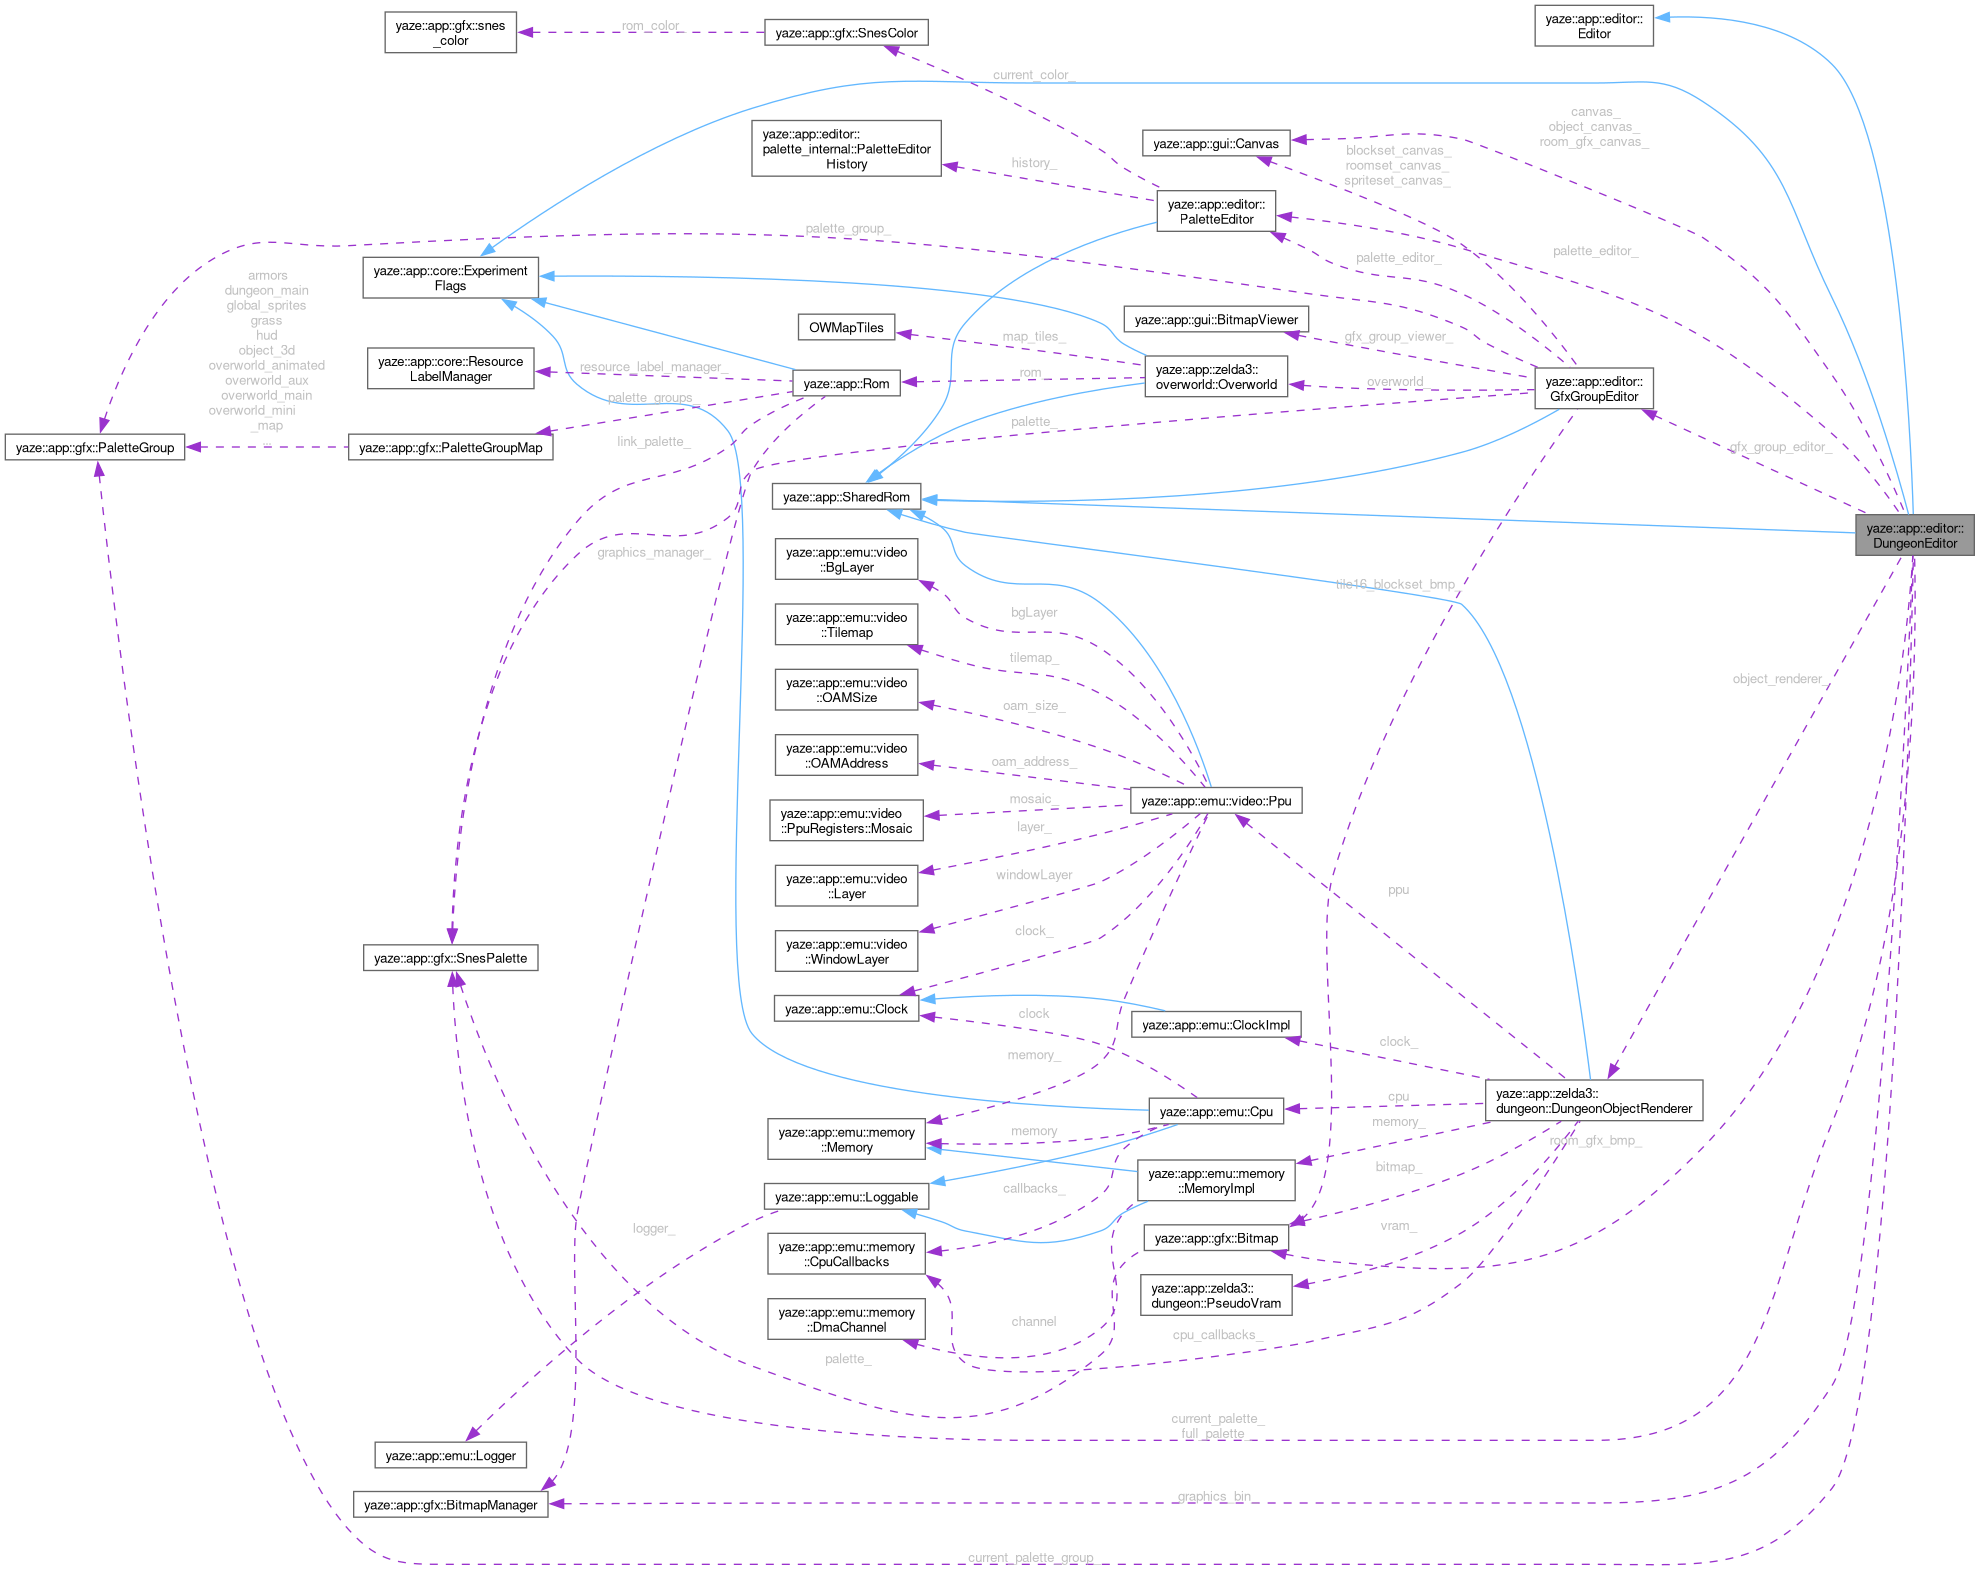 yaze::app::gfx::snes
_color
rom_color_
yaze::app::gfx::SnesColor
yaze::app::editor::
Editor
current_color_
canvas_
object_canvas_
room_gfx_canvas_
yaze::app::editor::
palette_internal::PaletteEditor
History
history_
yaze::app::gui::Canvas
blockset_canvas_
roomset_canvas_
spriteset_canvas_
yaze::app::editor::
PaletteEditor
palette_group_
palette_editor_
palette_editor_
yaze::app::core::Experiment
Flags
armors
dungeon_main
global_sprites
grass
hud
object_3d
overworld_animated
overworld_aux
overworld_main
overworld_mini
_map
...
OWMapTiles
map_tiles_
yaze::app::gui::BitmapViewer
gfx_group_viewer_
yaze::app::core::Resource
LabelManager
resource_label_manager_
yaze::app::Rom
rom_
yaze::app::zelda3::
overworld::Overworld
overworld_
yaze::app::editor::
GfxGroupEditor
palette_groups_
palette_
gfx_group_editor_
yaze::app::gfx::PaletteGroup
yaze::app::gfx::PaletteGroupMap
link_palette_
yaze::app::SharedRom
yaze::app::editor::
DungeonEditor
graphics_manager_
yaze::app::emu::video
::BgLayer
bgLayer
tile16_blockset_bmp_
yaze::app::emu::video
::Tilemap
tilemap_
yaze::app::emu::video
::OAMSize
oam_size_
object_renderer_
yaze::app::emu::video
::OAMAddress
oam_address_
yaze::app::emu::video::Ppu
yaze::app::emu::video
::PpuRegisters::Mosaic
mosaic_
layer_
yaze::app::emu::video
::Layer
windowLayer
ppu
yaze::app::emu::video
::WindowLayer
clock_
yaze::app::gfx::SnesPalette
yaze::app::emu::Clock
clock
yaze::app::emu::ClockImpl
clock_
memory_
yaze::app::emu::Cpu
cpu
yaze::app::zelda3::
dungeon::DungeonObjectRenderer
yaze::app::emu::memory
::Memory
memory
memory_
room_gfx_bmp_
yaze::app::emu::memory
::MemoryImpl
bitmap_
yaze::app::emu::Loggable
callbacks_
logger_
yaze::app::emu::memory
::CpuCallbacks
yaze::app::gfx::Bitmap
vram_
yaze::app::zelda3::
dungeon::PseudoVram
yaze::app::emu::memory
::DmaChannel
channel
cpu_callbacks_
palette_
current_palette_
full_palette_
yaze::app::emu::Logger
yaze::app::gfx::BitmapManager
graphics_bin_
current_palette_group_